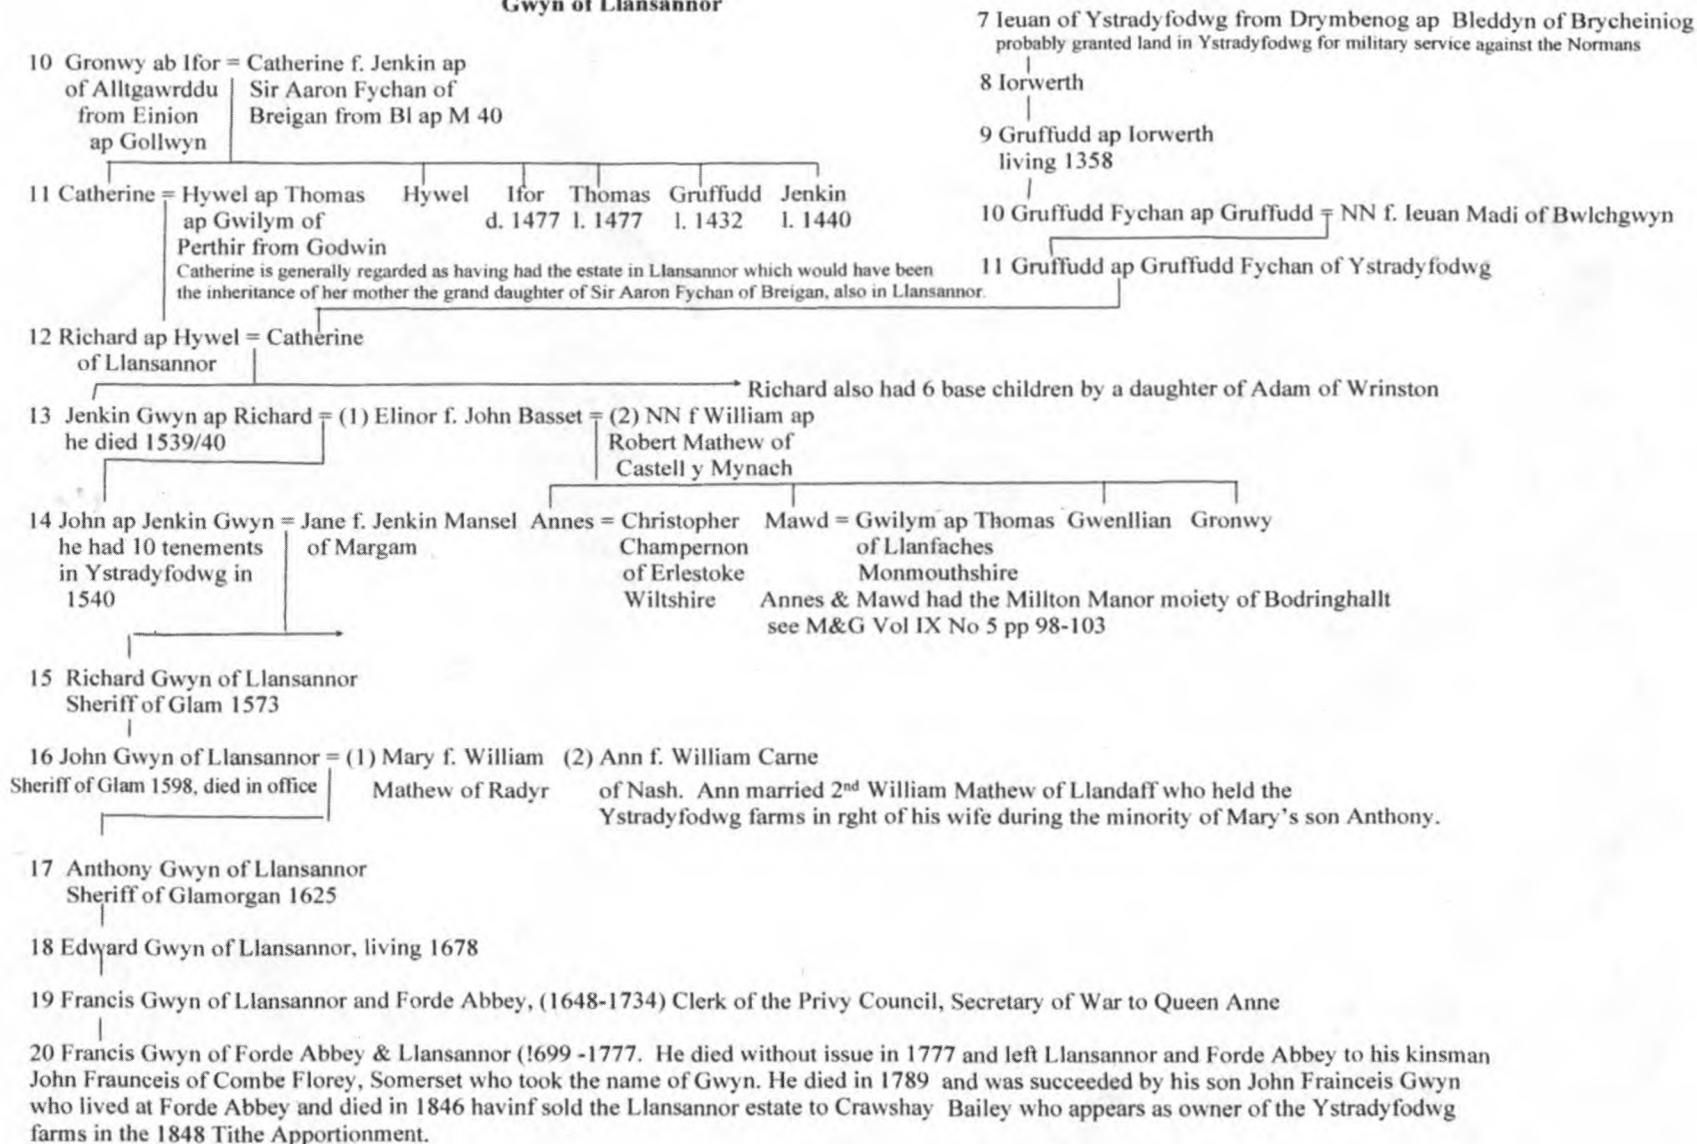 Gwyn of Llansannor
7 Ieuan of Ystradyfodwg from Drymbenog ap Bleddyn of Brycheiniog
probably granted land in Ystradyfodwg for military service against the Normans
8 Iorwerth
9 Gruffudd ap Iorwerth
living 1358
10 Gruffudd Fychan ap Gruffudd = NN f. Ieuan Madi of Bwlchgwyn
11 Gruffudd ap Gruffudd Fychan of Ystradyfodwg
10 Gronwy ab Ifor = Catherine f. Jenkin ap
of Alltgawrddu Sir Aaron Fychan of
from Einion Breigan from Bl ap M 40
ap Gollwyn
11 Catherine = Hywel ap Thomas Hywel Ifor Thomas Gruffudd Jenkin
ap Gwilym of d. 1477 l. 1477 l. 1432 l. 1440
Perthir from Godwin
Catherine is generally regarded as having had the estate in Llansannor which would have been
the inheritance of her mother the grand daughter of Sir Aaron Fychan of Breigan, also in Llansannor.
12 Richard ap Hywel = Catherine
of Llansannor
Richard also had 6 base children by a daughter of Adam of Wrinston
13 Jenkin Gwyn ap Richard = (1) Elinor f. John Basset = (2) NN f William ap
he died 1539/40 Robert Mathew of
Castell y Mynach
14 John ap Jenkin Gwyn = Jane f. Jenkin Mansel Annes = Christopher Mawd = Gwilym ap Thomas Gwenllian Gronwy
he had 10 tenements of Margam Champernon of Llanfaches
in Ystradyfodwg in of Erlestoke Monmouthshire
1540 Wiltshire Annes & Mawd had the Millton Manor moiety of Bodringhallt
see M&G Vol IX No 5 pp 98-103
15 Richard Gwyn of Llansannor
Sheriff of Glam 1573
16 John Gwyn of Llansannor = (1) Mary f. William (2) Ann f. William Carne
Sheriff of Glam 1598, died in office Mathew of Radyr of Nash. Ann married 2nd William Mathew of Llandaff who held the
Ystradyfodwg farms in rght of his wife during the minority of Mary's son Anthony.
17 Anthony Gwyn of Llansannor
Sheriff of Glamorgan 1625
18 Edward Gwyn of Llansannor, living 1678
19 Francis Gwyn of Llansannor and Forde Abbey, (1648-1734) Clerk of the Privy Council, Secretary of War to Queen Anne
20 Francis Gwyn of Forde Abbey & Llansannor (!699 -1777. He died without issue in 1777 and left Llansannor and Forde Abbey to his kinsman
John Fraunceis of Combe Florey, Somerset who took the name of Gwyn. He died in 1789 and was succeeded by his son John Frainceis Gwyn
who lived at Forde Abbey and died in 1846 havinf sold the Llansannor estate to Crawshay Bailey who appears as owner of the Ystradyfodwg
farms in the 1848 Tithe Apportionment.